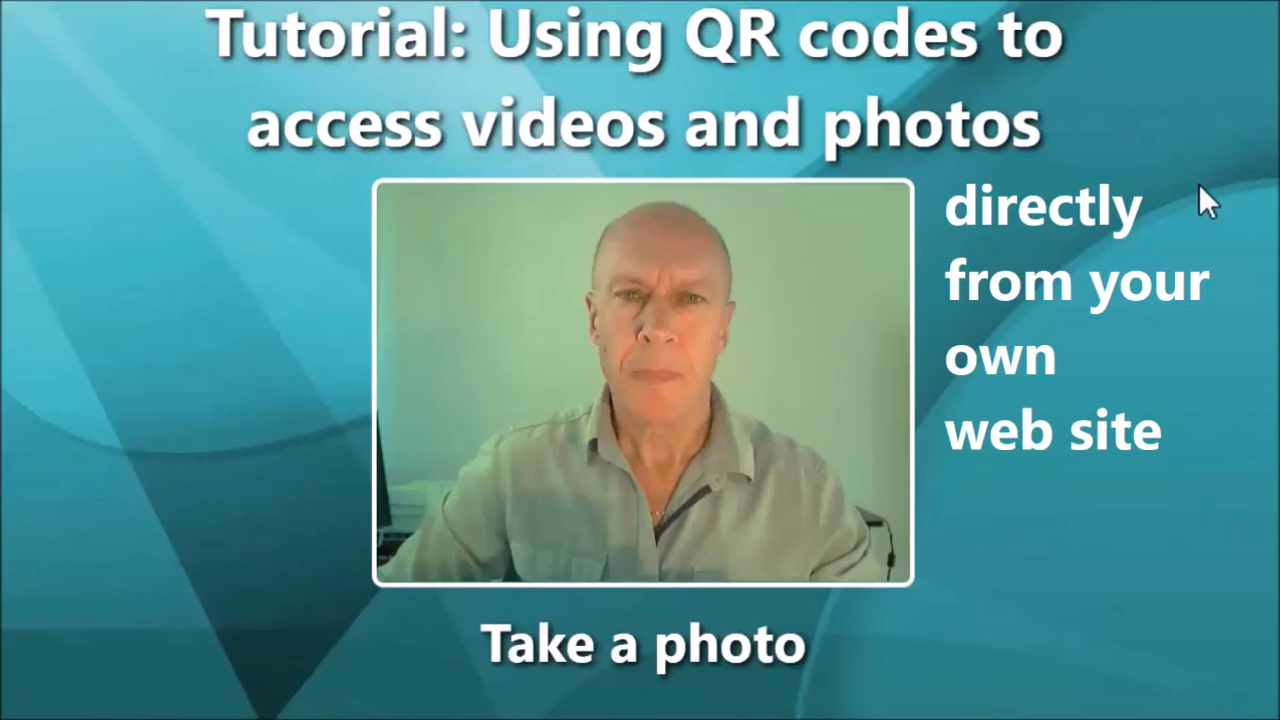 Tutorial: Using QR codes to
access videos and photos
directly
from your
own
web site
Take a photo